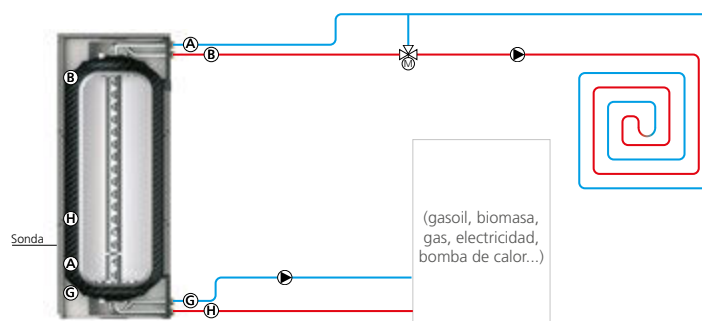 A
B
M
B
H
Sonda
A
G
G
H
(gasoil, biomasa,
gas, electricidad,
bomba de calor...)